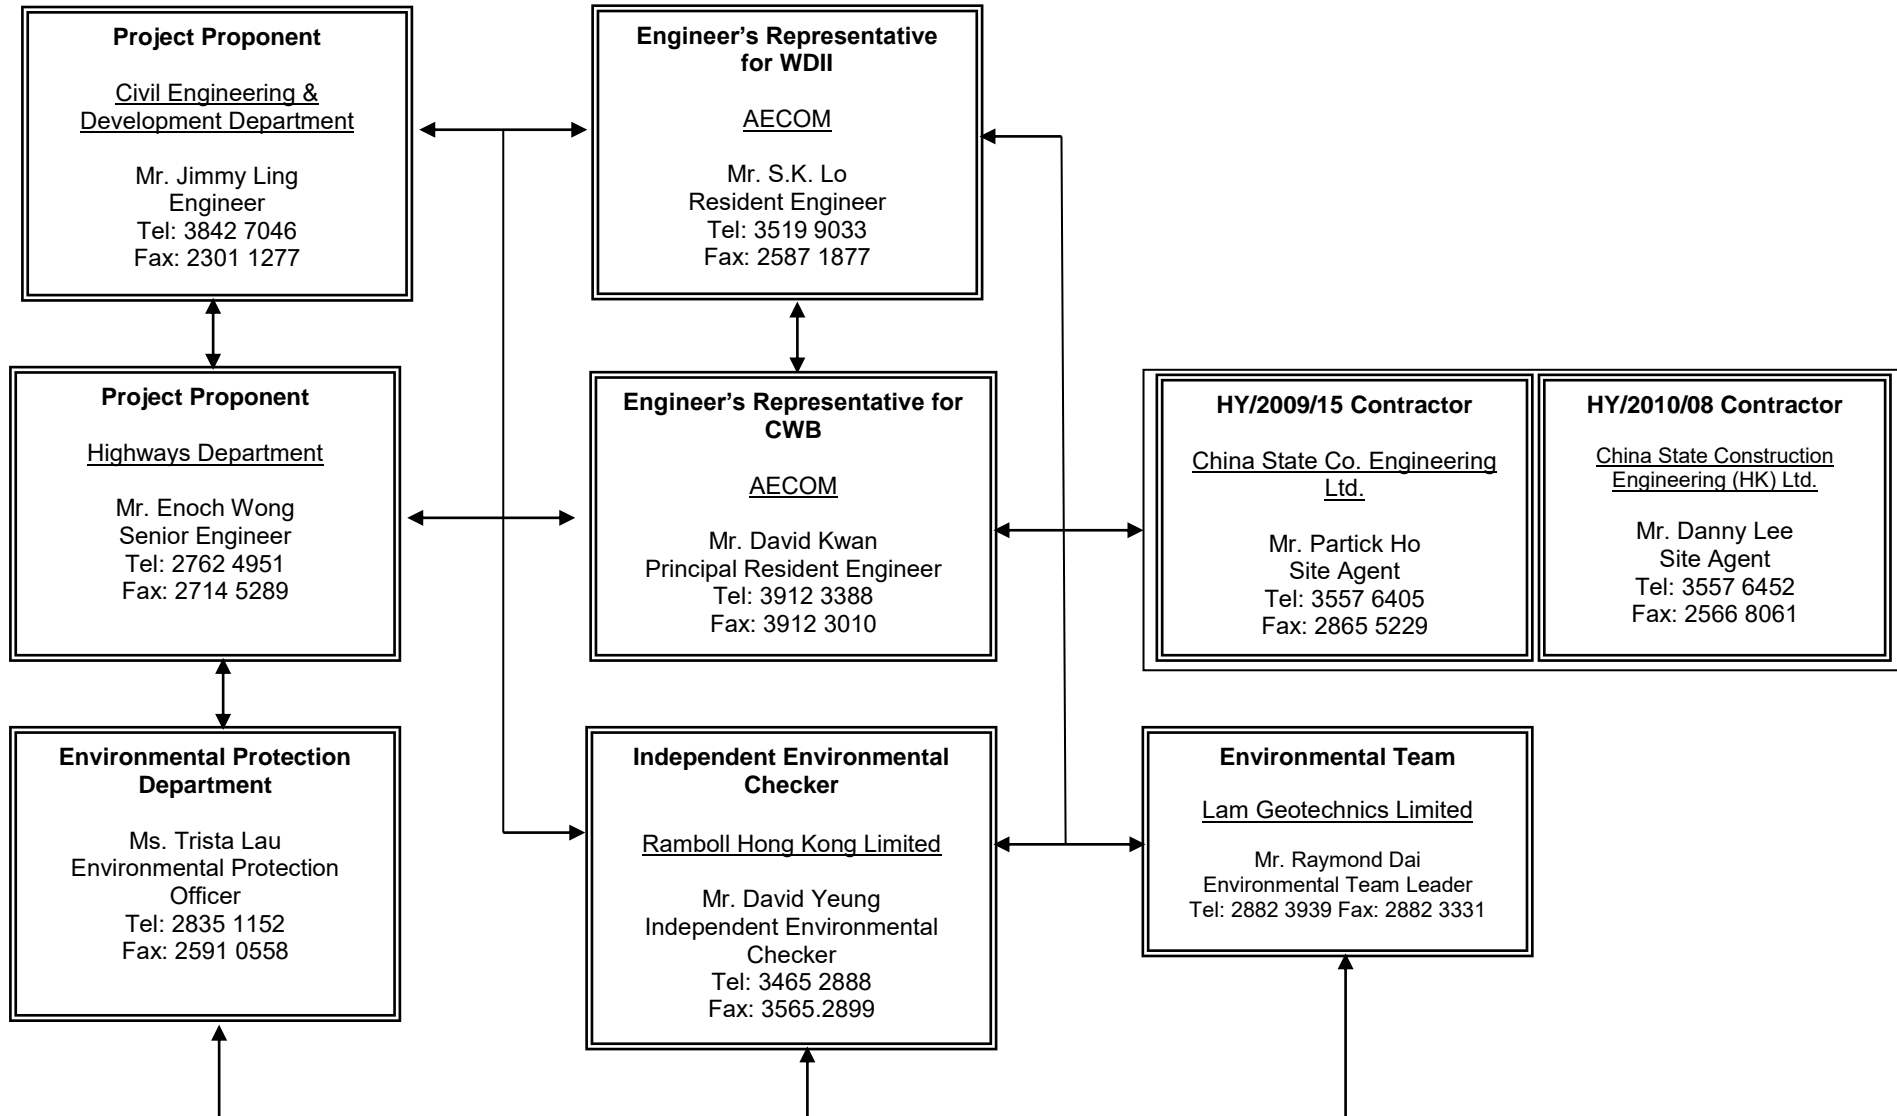 Project Proponent
Civil Engineering &
Development Department
Mr. Jimmy Ling
Engineer
Tel: 3842 7046
Fax: 2301 1277
Engineer’s Representative
for WDII
AECOM
Mr. S.K. Lo
Resident Engineer
Tel: 3519 9033
Fax: 2587 1877
Project Proponent
Highways Department
Mr. Enoch Wong
Senior Engineer
Tel: 2762 4951
Fax: 2714 5289
Engineer’s Representative for
CWB
AECOM
Mr. David Kwan
Principal Resident Engineer
Tel: 3912 3388
Fax: 3912 3010
HY/2009/15 Contractor
China State Co. Engineering
Ltd.
Mr. Partick Ho
Site Agent
Tel: 3557 6405
Fax: 2865 5229
HY/2010/08 Contractor
China State Construction
Engineering (HK) Ltd.
Mr. Danny Lee
Site Agent
Tel: 3557 6452
Fax: 2566 8061
Environmental Protection
Department
Ms. Trista Lau
Environmental Protection
Officer
Tel: 2835 1152
Fax: 2591 0558
Independent Environmental
Checker
Ramboll Hong Kong Limited
Mr. David Yeung
Independent Environmental
Checker
Tel: 3465 2888
Fax: 3565.2899
Environmental Team
Lam Geotechnics Limited
Mr. Raymond Dai
Environmental Team Leader
Tel: 2882 3939 Fax: 2882 3331